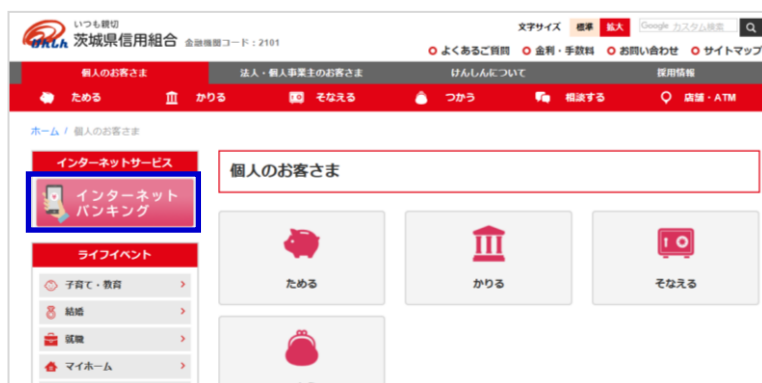 いつも親切
茨城県信用組合 金融機関コード：2101
文字サイズ 標準 拡大 Google カスタム検索
よくあるご質問 金利・手数料 お問い合わせ サイトマップ
個人のお客さま 法人・個人事業主のお客さま けんしんについて 採用情報
ためる かりる そなえる つかう 相談する 店舗・ATM
ホーム / 個人のお客さま
インターネットサービス
インターネット
バンキング
ライフイベント
子育て・教育
結婚
就職
マイホーム
個人のお客さま
ためる かりる そなえる